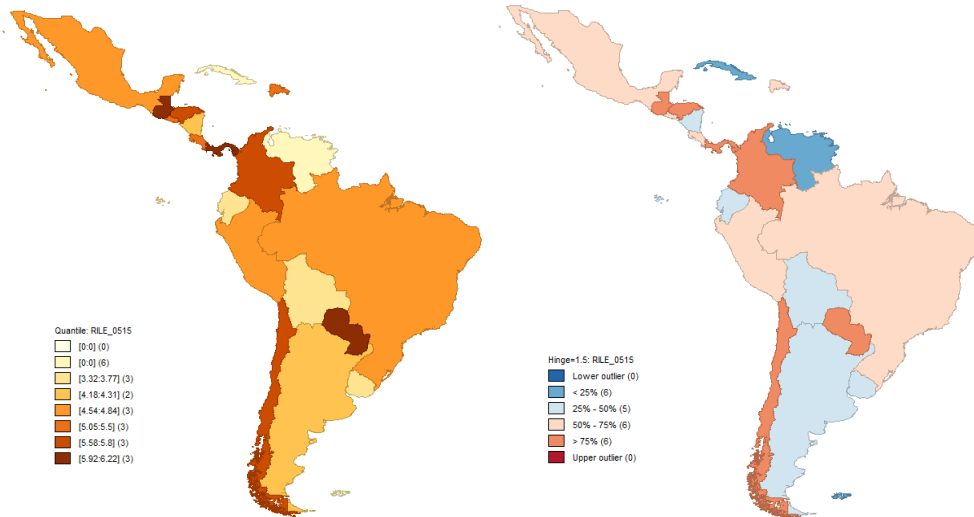 Quantile: RILE_0515
[0:0] (0)
[0:0] (6)
[3.32:3.77] (3)
[4.18:4.31] (2)
[4.54:4.84] (3)
[5.05:5.5] (3)
[5.58:5.8] (3)
[5.92:6.22] (3)
Hinge=1.5: RILE_0515
Lower outlier (0)
< 25% (6)
25% - 50% (5)
50% - 75% (6)
> 75% (6)
Upper outlier (0)